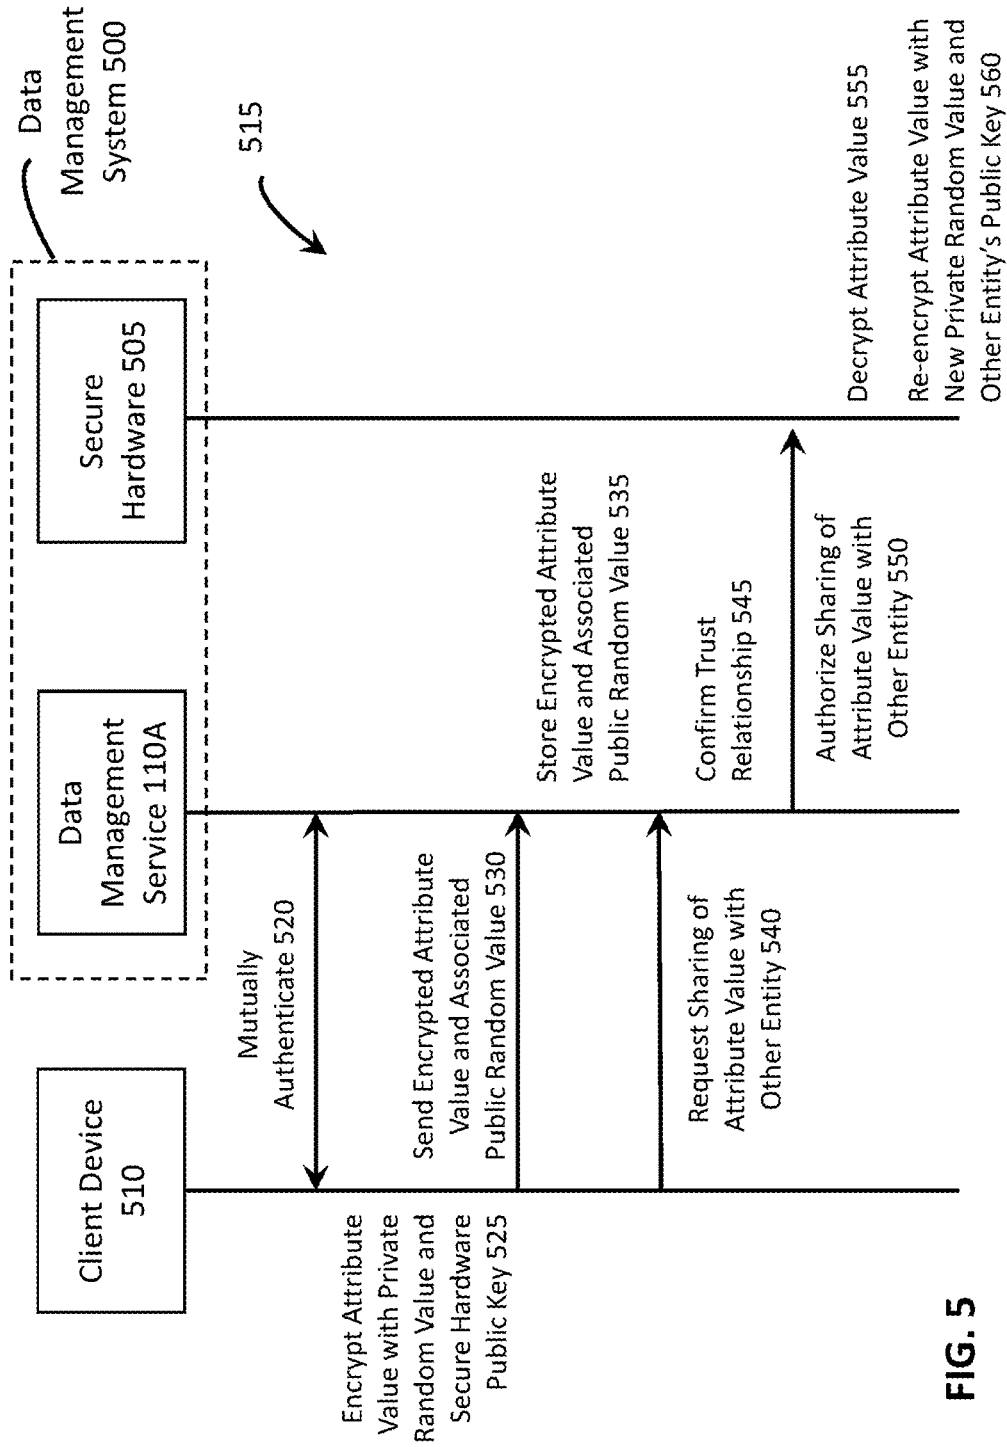 Data
Management
System 500
Client Device
510
Data
Management
Service 110A
Secure
Hardware 505
515
Mutually
Authenticate 520
Encrypt Attribute
Value with Private
Random Value and
Secure Hardware
Public Key 525
Send Encrypted Attribute
Value and Associated
Public Random Value 530
Store Encrypted Attribute
Value and Associated
Public Random Value 535
Request Sharing of
Attribute Value with
Other Entity 540
Confirm Trust
Relationship 545
Authorize Sharing of
Attribute Value with
Other Entity 550
Decrypt Attribute Value 555
Re-encrypt Attribute Value with
New Private Random Value and
Other Entity's Public Key 560
FIG. 5